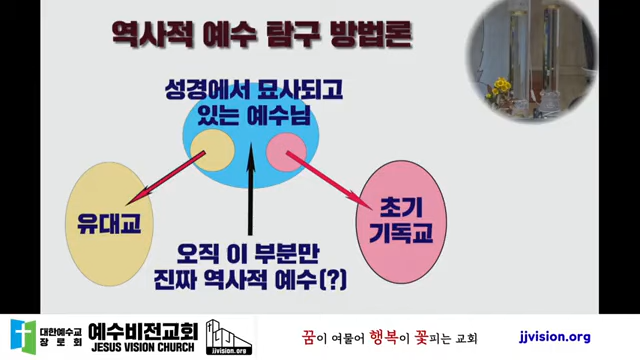 역사적 예수 탐구 방법론
성경에서 묘사되고
있는 예수님
유대교
초기
기독교
오직 이 부분만
진짜 역사적 예수(?)
대한예수교
장로회
예수비전교회
JESUS VISION CHURCH
jjvision.org
꿈이 여물어 행복이 꽃피는 교회
jjvision.org